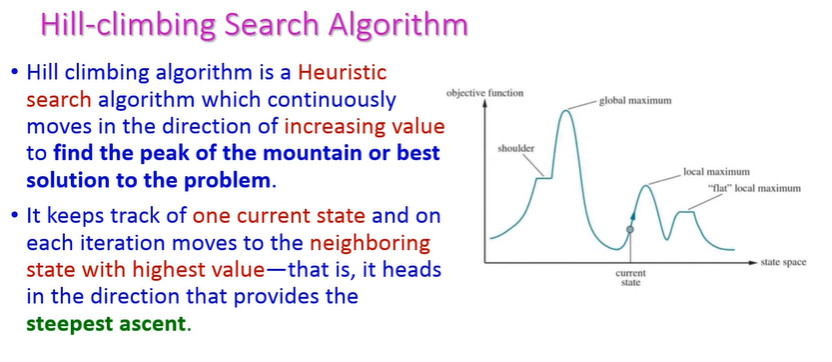 Hill-climbing Search Algorithm
• Hill climbing algorithm is a Heuristic
search algorithm which continuously
moves in the direction of increasing value
to find the peak of the mountain or best
solution to the problem.
• It keeps track of one current state and on
each iteration moves to the neighboring
state with highest value—that is, it heads
in the direction that provides the
steepest ascent.
objective function
global maximum
shoulder
local maximum
“flat” local maximum
state space
current
state